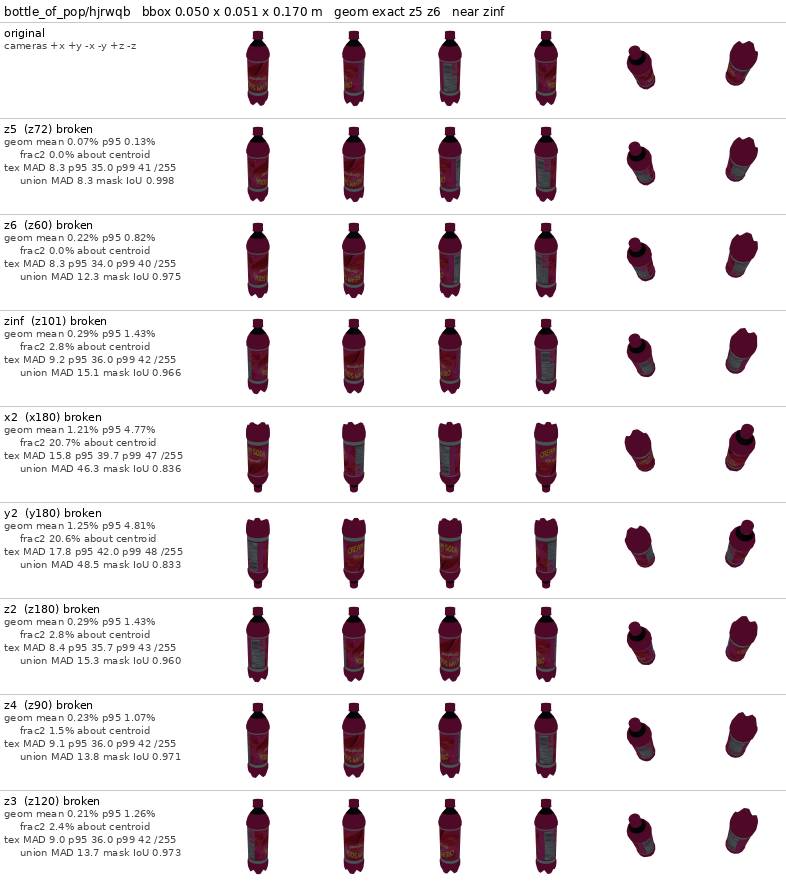 bottle_of_pop/hjrwqb bbox 0.050 x 0.051 x 0.170 m geom exact z5 z6 near zinf
original
cameras +x +y -x -y +z -z
z5 (z72) broken
geom mean 0.07% p95 0.13%
frac2 0.0% about centroid
tex MAD 8.3 p95 35.0 p99 41 /255
union MAD 8.3 mask IoU 0.998
z6 (z60) broken
geom mean 0.22% p95 0.82%
frac2 0.0% about centroid
tex MAD 8.3 p95 34.0 p99 40 /255
union MAD 12.3 mask IoU 0.975
zinf (z101) broken
geom mean 0.29% p95 1.43%
frac2 2.8% about centroid
tex MAD 9.2 p95 36.0 p99 42 /255
union MAD 15.1 mask IoU 0.966
x2 (x180) broken
geom mean 1.21% p95 4.77%
frac2 20.7% about centroid
tex MAD 15.8 p95 39.7 p99 47 /255
union MAD 46.3 mask IoU 0.836
y2 (y180) broken
geom mean 1.25% p95 4.81%
frac2 20.6% about centroid
tex MAD 17.8 p95 42.0 p99 48 /255
union MAD 48.5 mask IoU 0.833
z2 (z180) broken
geom mean 0.29% p95 1.43%
frac2 2.8% about centroid
tex MAD 8.4 p95 35.7 p99 43 /255
union MAD 15.3 mask IoU 0.960
z4 (z90) broken
geom mean 0.23% p95 1.07%
frac2 1.5% about centroid
tex MAD 9.1 p95 36.0 p99 42 /255
union MAD 13.8 mask IoU 0.971
z3 (z120) broken
geom mean 0.21% p95 1.26%
frac2 2.4% about centroid
tex MAD 9.0 p95 36.0 p99 42 /255
union MAD 13.7 mask IoU 0.973